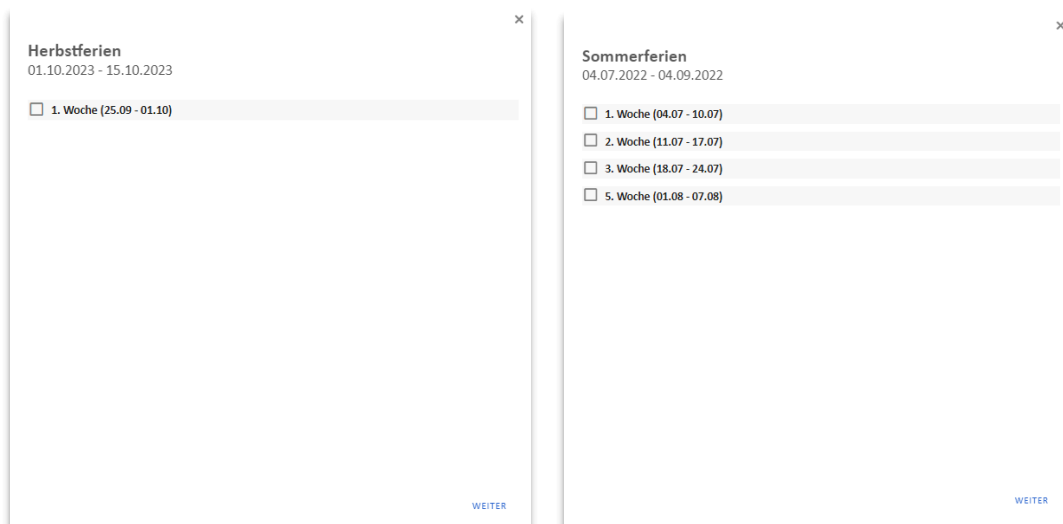 ×
Herbstferien
01.10.2023 - 15.10.2023
1. Woche (25.09 - 01.10)
WEITER
×
Sommerferien
04.07.2022 - 04.09.2022
1. Woche (04.07 - 10.07)
2. Woche (11.07 - 17.07)
3. Woche (18.07 - 24.07)
5. Woche (01.08 - 07.08)
WEITER